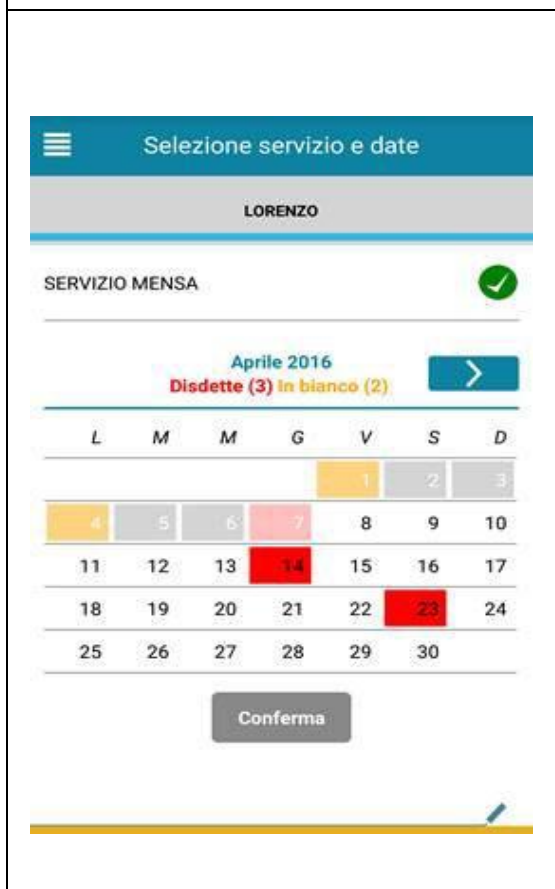 Selezione servizio e date
LORENZO
SERVIZIO MENSA
Aprile 2016
Disdette (3) In bianco (2)
L M M G V S D
1 2 3
4 5 6 7 8 9 10
11 12 13 14 15 16 17
18 19 20 21 22 23 24
25 26 27 28 29 30
Conferma